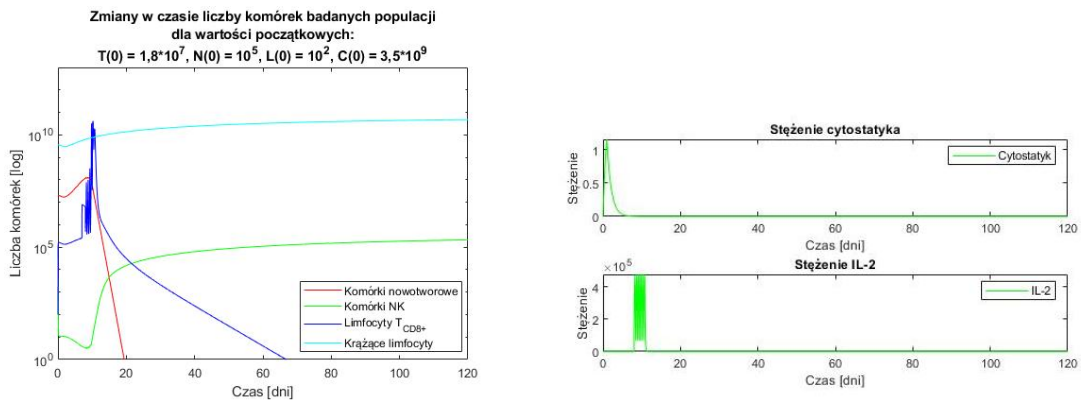 Zmiany w czasie liczby komórek badanych populacji
dla wartości początkowych:
T(0) = 1,8*10^7, N(0) = 10^5, L(0) = 10^2, C(0) = 3,5*10^9
Liczba komórek [log]
10^10
10^5
10^0
0 20 40 60 80 100 120
Czas [dni]
Komórki nowotworowe
Komórki NK
Limfocyty T_CD8+
Krążące limfocyty
Stężenie cytostatyka
Stężenie
1
0.5
0
0 20 40 60 80 100 120
Czas [dni]
Cytostatyk
Stężenie IL-2
×10^5
Stężenie
4
2
0
0 20 40 60 80 100 120
Czas [dni]
IL-2